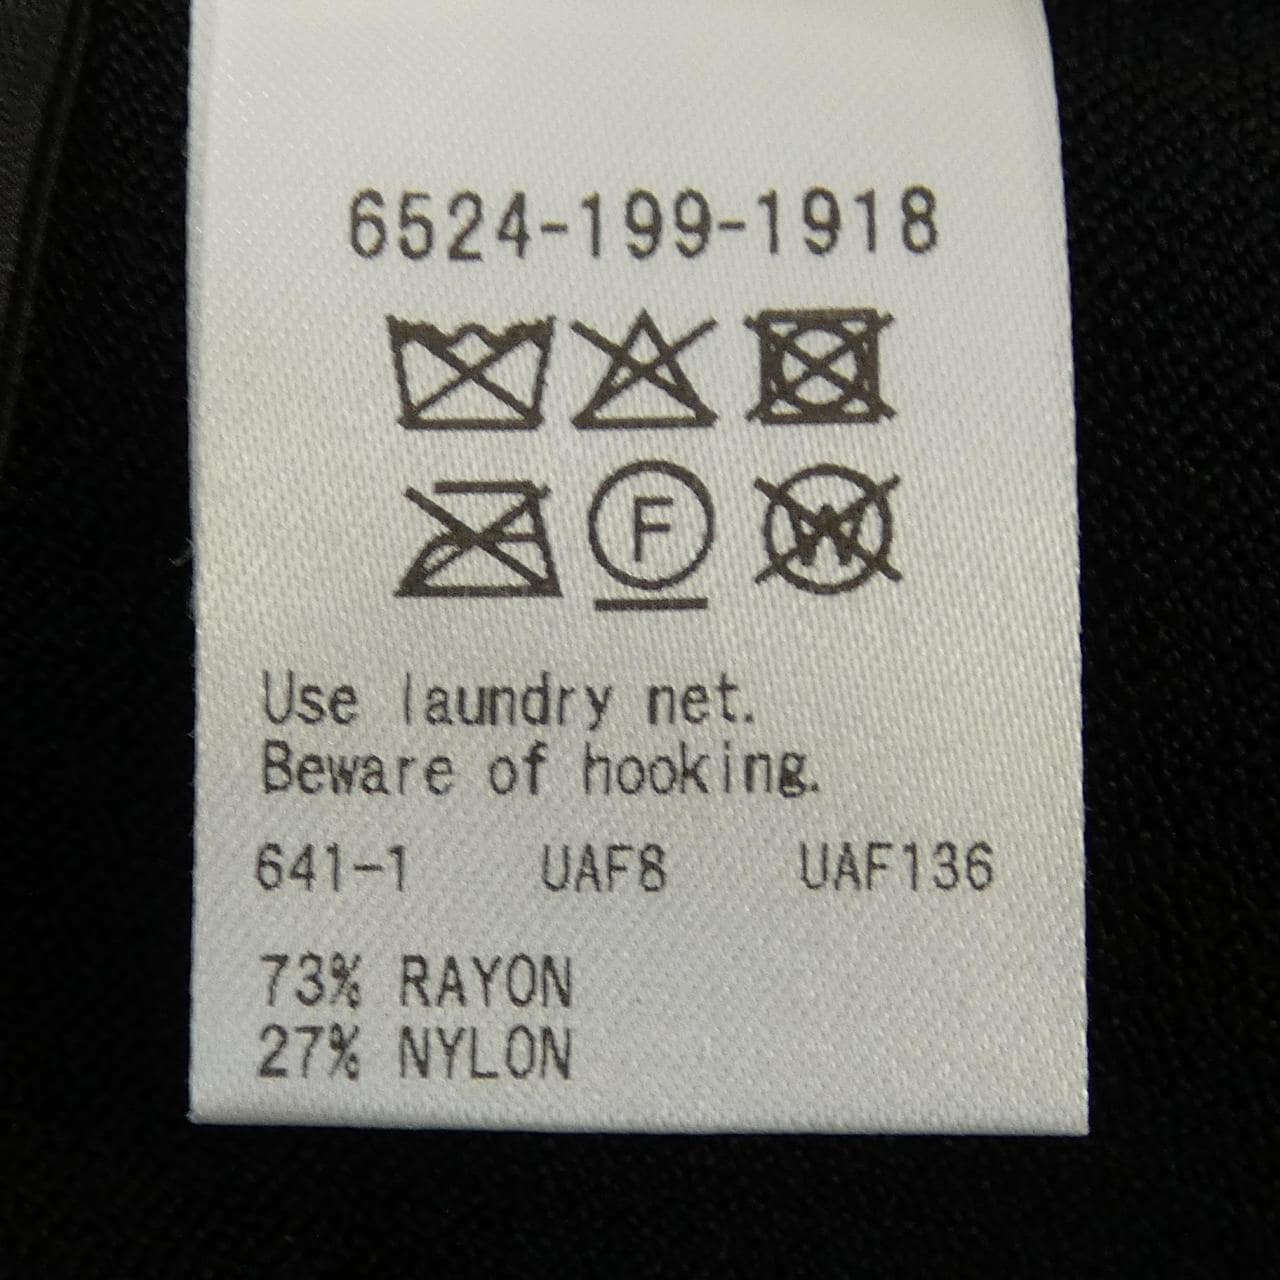 6524-199-1918
F W
Use laundry net.
Beware of hooking.
641-1 UAF8 UAF136
73% RAYON
27% NYLON